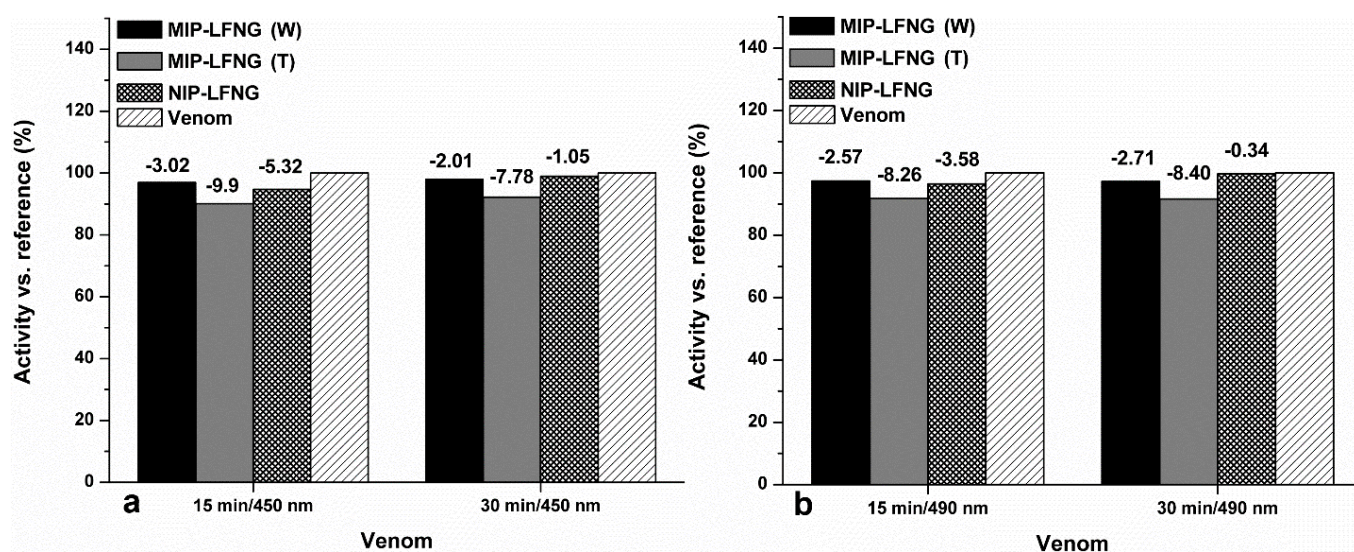 140
120
100
80
60
40
20
0
Activity vs. reference (%)
MIP-LFNG (W)
MIP-LFNG (T)
NIP-LFNG
Venom
-3.02
-9.9
-5.32
-2.01
-7.78
-1.05
a
15 min/450 nm
30 min/450 nm
Venom
140
120
100
80
60
40
20
0
Activity vs. reference (%)
MIP-LFNG (W)
MIP-LFNG (T)
NIP-LFNG
Venom
-2.57
-8.26
-3.58
-2.71
-8.40
-0.34
b
15 min/490 nm
30 min/490 nm
Venom